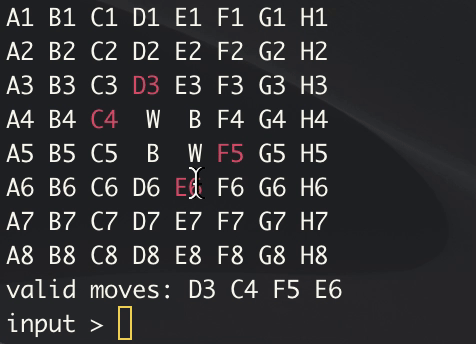 A1 B1 C1 D1 E1 F1 G1 H1
A2 B2 C2 D2 E2 F2 G2 H2
A3 B3 C3 D3 E3 F3 G3 H3
A4 B4 C4 W B F4 G4 H4
A5 B5 C5 B W F5 G5 H5
A6 B6 C6 D6 E6 F6 G6 H6
A7 B7 C7 D7 E7 F7 G7 H7
A8 B8 C8 D8 E8 F8 G8 H8
valid moves: D3 C4 F5 E6
input >